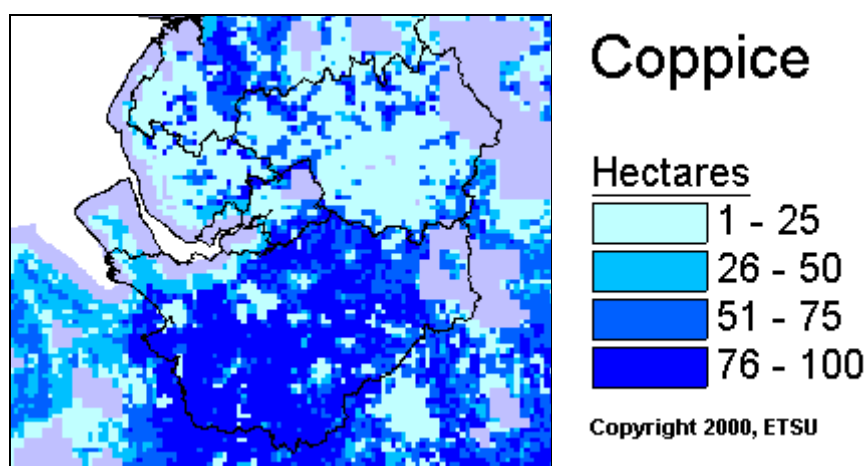 Coppice
Hectares
1 - 25
26 - 50
51 - 75
76 - 100
Copyright 2000, ETSU